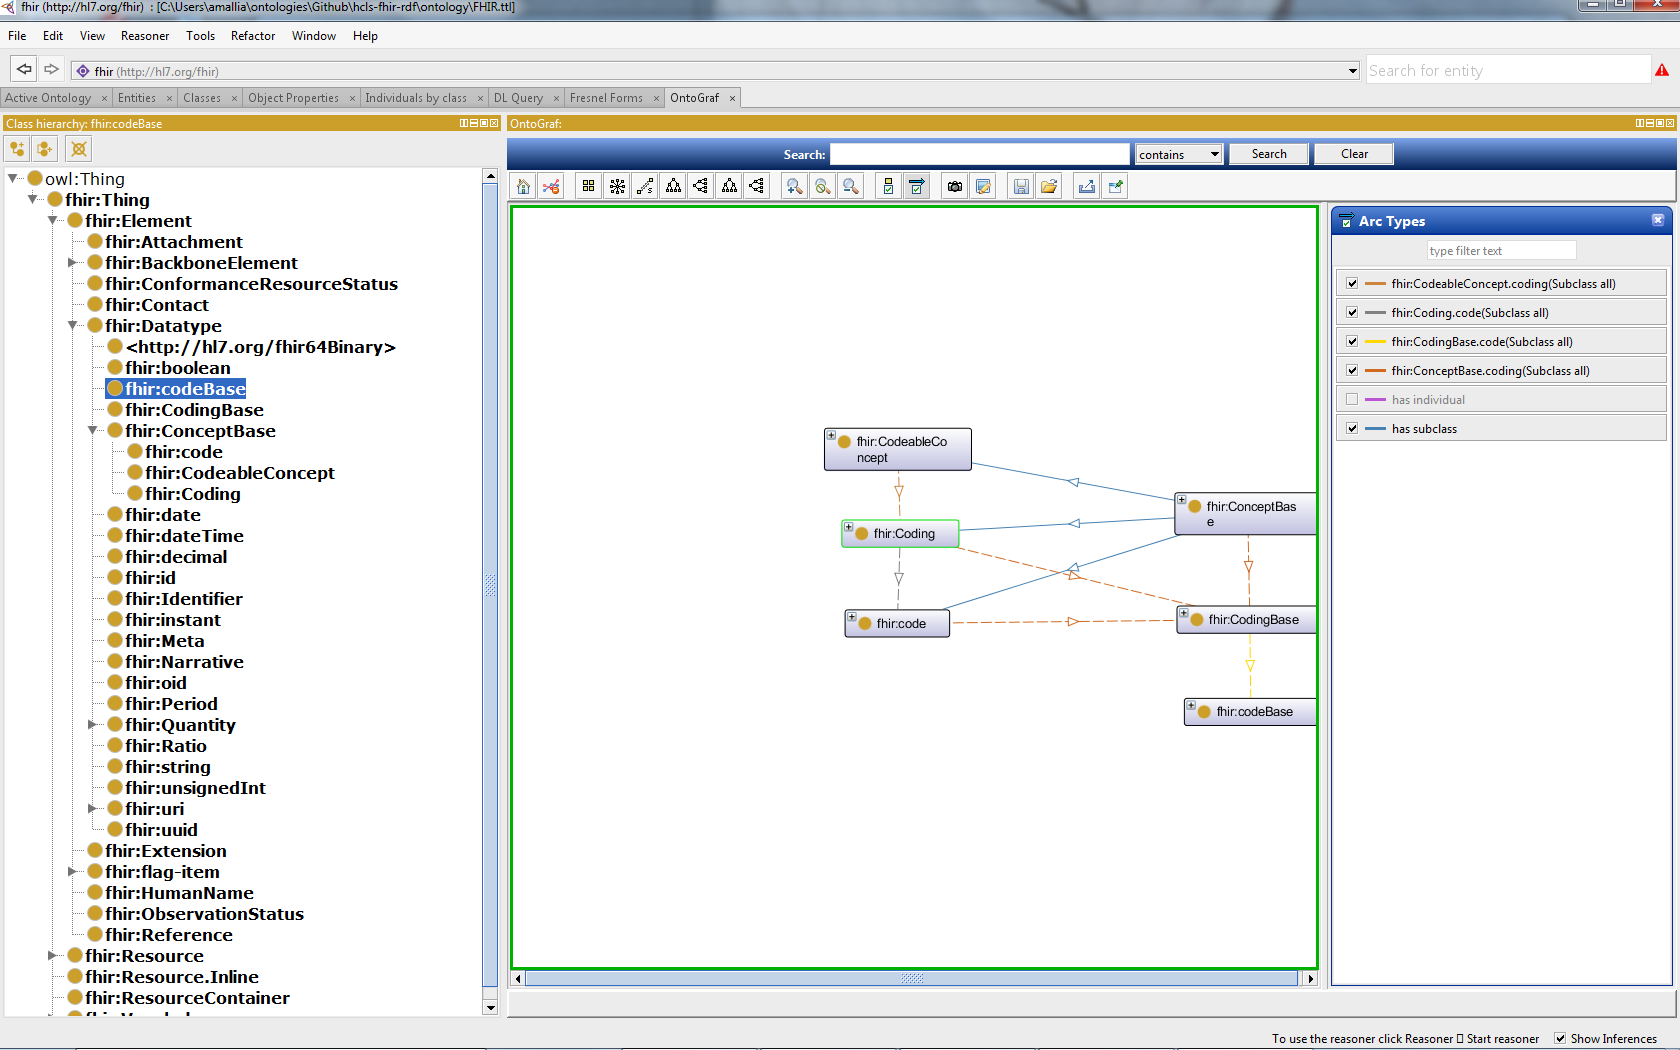 fhir (http://hl7.org/fhir) : [C:\Users\amallia\ontologies\Github\hcls-fhir-rdf\ontology\FHIR.ttl]
File Edit View Reasoner Tools Refactor Window Help
fhir (http://hl7.org/fhir)
Search for entity
Active Ontology × Entities × Classes × Object Properties × Individuals by class × DL Query × Fresnel Forms × OntoGraf ×
Class hierarchy: fhir:codeBase
owl:Thing
fhir:Thing
fhir:Element
fhir:Attachment
fhir:BackboneElement
fhir:ConformanceResourceStatus
fhir:Contact
fhir:Datatype
<http://hl7.org/fhir64Binary>
fhir:boolean
fhir:codeBase
fhir:CodingBase
fhir:ConceptBase
fhir:code
fhir:CodeableConcept
fhir:Coding
fhir:date
fhir:dateTime
fhir:decimal
fhir:id
fhir:Identifier
fhir:instant
fhir:Meta
fhir:Narrative
fhir:oid
fhir:Period
fhir:Quantity
fhir:Ratio
fhir:string
fhir:unsignedInt
fhir:uri
fhir:uuid
fhir:Extension
fhir:flag-item
fhir:HumanName
fhir:ObservationStatus
fhir:Reference
fhir:Resource
fhir:Resource.Inline
fhir:ResourceContainer
OntoGraf:
Search: contains Search Clear
fhir:CodeableCo
ncept
fhir:ConceptBas
e
fhir:Coding
fhir:code
fhir:CodingBase
fhir:codeBase
Arc Types
type filter text
fhir:CodeableConcept.coding(Subclass all)
fhir:Coding.code(Subclass all)
fhir:CodingBase.code(Subclass all)
fhir:ConceptBase.coding(Subclass all)
has individual
has subclass
To use the reasoner click Reasoner Start reasoner Show Inferences